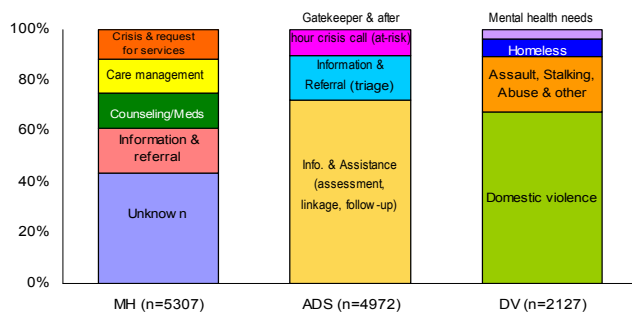 Gatekeeper & after
Mental health needs
100%
80%
60%
40%
20%
0%
Crisis & request
for services
Care management
Counseling/Meds
Information &
referral
Unknown
hour crisis call (at-risk)
Information &
Referral (triage)
Info. & Assistance
(assessment,
linkage, follow-up)
Homeless
Assault, Stalking,
Abuse & other
Domestic violence
MH (n=5307)
ADS (n=4972)
DV (n=2127)